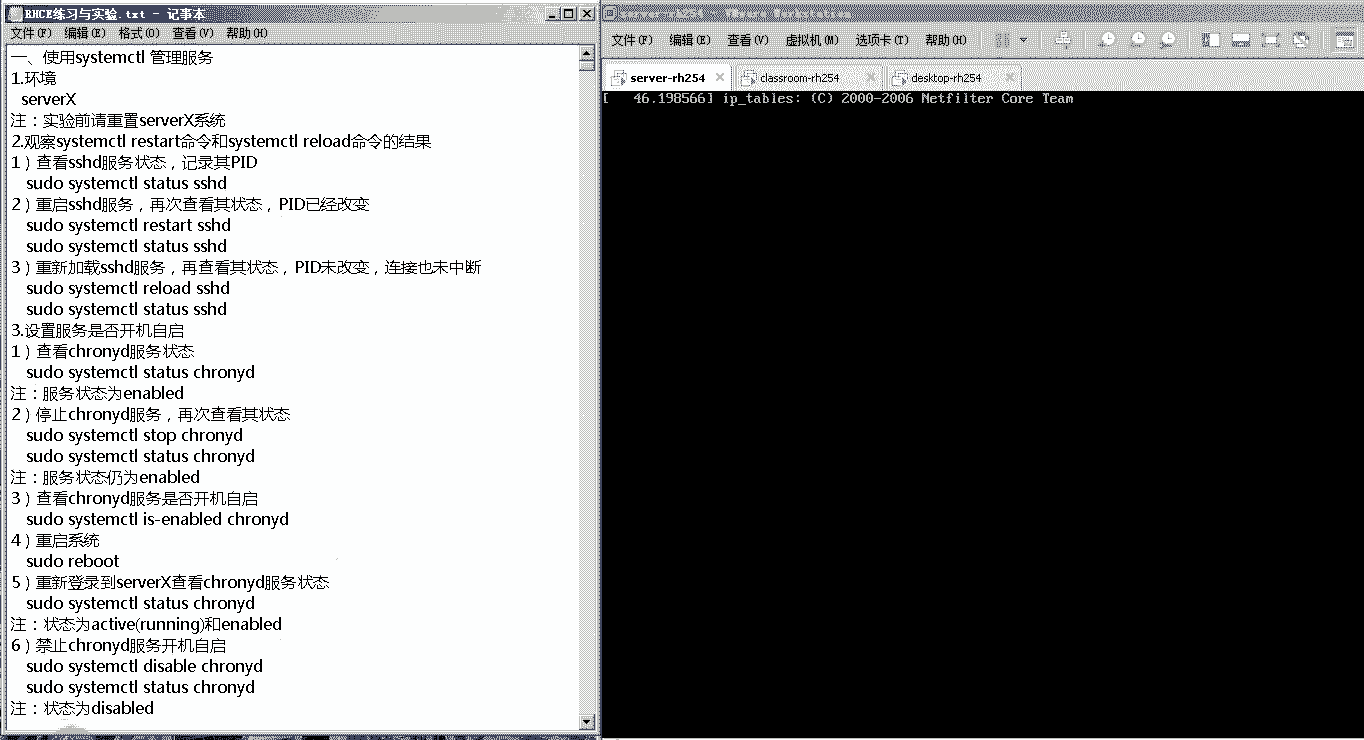 RHCE练习与实验.txt - 记事本
文件(F) 编辑(E) 格式(O) 查看(V) 帮助(H)
一、使用systemctl 管理服务
1.环境
serverX
注：实验前请重置serverX系统
2.观察systemctl restart命令和systemctl reload命令的结果
1）查看sshd服务状态，记录其PID
sudo systemctl status sshd
2）重启sshd服务，再次查看其状态，PID已经改变
sudo systemctl restart sshd
sudo systemctl status sshd
3）重新加载sshd服务，再查看其状态，PID未改变，连接也未中断
sudo systemctl reload sshd
sudo systemctl status sshd
3.设置服务是否开机自启
1）查看chronyd服务状态
sudo systemctl status chronyd
注：服务状态为enabled
2）停止chronyd服务，再次查看其状态
sudo systemctl stop chronyd
sudo systemctl status chronyd
注：服务状态仍为enabled
3）查看chronyd服务是否开机自启
sudo systemctl is-enabled chronyd
4）重启系统
sudo reboot
5）重新登录到serverX查看chronyd服务状态
sudo systemctl status chronyd
注：状态为active(running)和enabled
6）禁止chronyd服务开机自启
sudo systemctl disable chronyd
sudo systemctl status chronyd
注：状态为disabled
server-rh254 - VMware Workstation
文件(F) 编辑(E) 查看(V) 虚拟机(M) 选项卡(T) 帮助(H)
server-rh254 classroom-rh254 desktop-rh254
[   46.198566] ip_tables: (C) 2000-2006 Netfilter Core Team